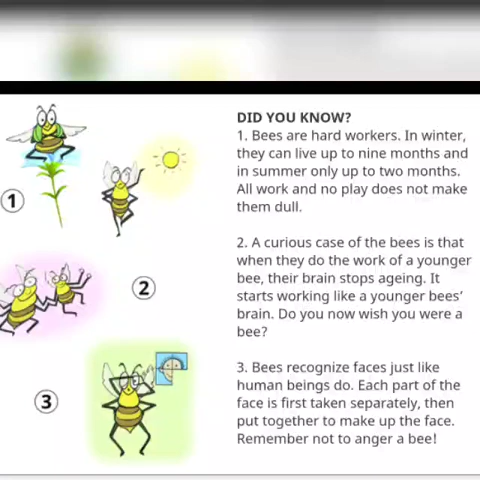 DID YOU KNOW?
1. Bees are hard workers. In winter,
they can live up to nine months and
in summer only up to two months.
All work and no play does not make
them dull.
2. A curious case of the bees is that
when they do the work of a younger
bee, their brain stops ageing. It
starts working like a younger bees'
brain. Do you now wish you were a
bee?
3. Bees recognize faces just like
human beings do. Each part of the
face is first taken separately, then
put together to make up the face.
Remember not to anger a bee!
1
2
3